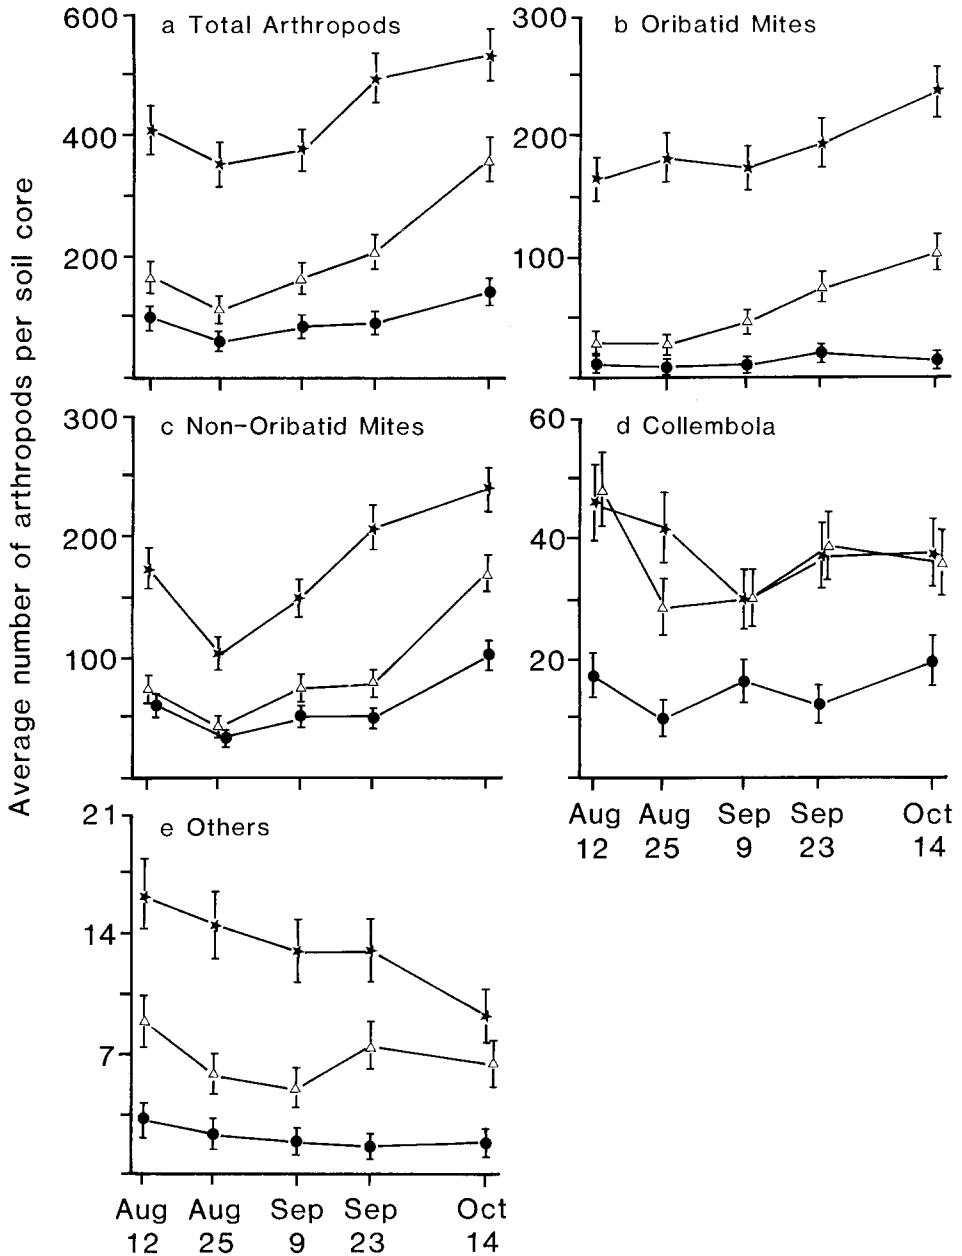 Average number of arthropods per soil core
a Total Arthropods
600
400
200
b Oribatid Mites
300
200
100
c Non-Oribatid Mites
300
200
100
d Collembola
60
40
20
Aug Aug Sep Sep Oct
12 25 9 23 14
e Others
21
14
7
Aug Aug Sep Sep Oct
12 25 9 23 14